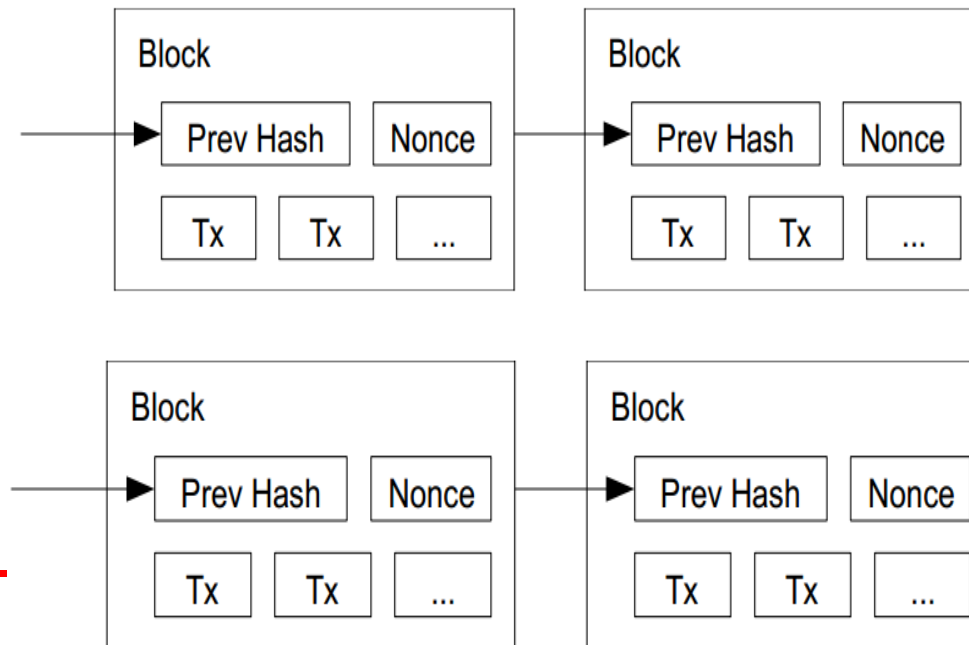 Block Block
Prev Hash Nonce Prev Hash Nonce
Tx Tx ... Tx Tx ...
Block Block
Prev Hash Nonce Prev Hash Nonce
Tx Tx ... Tx Tx ...